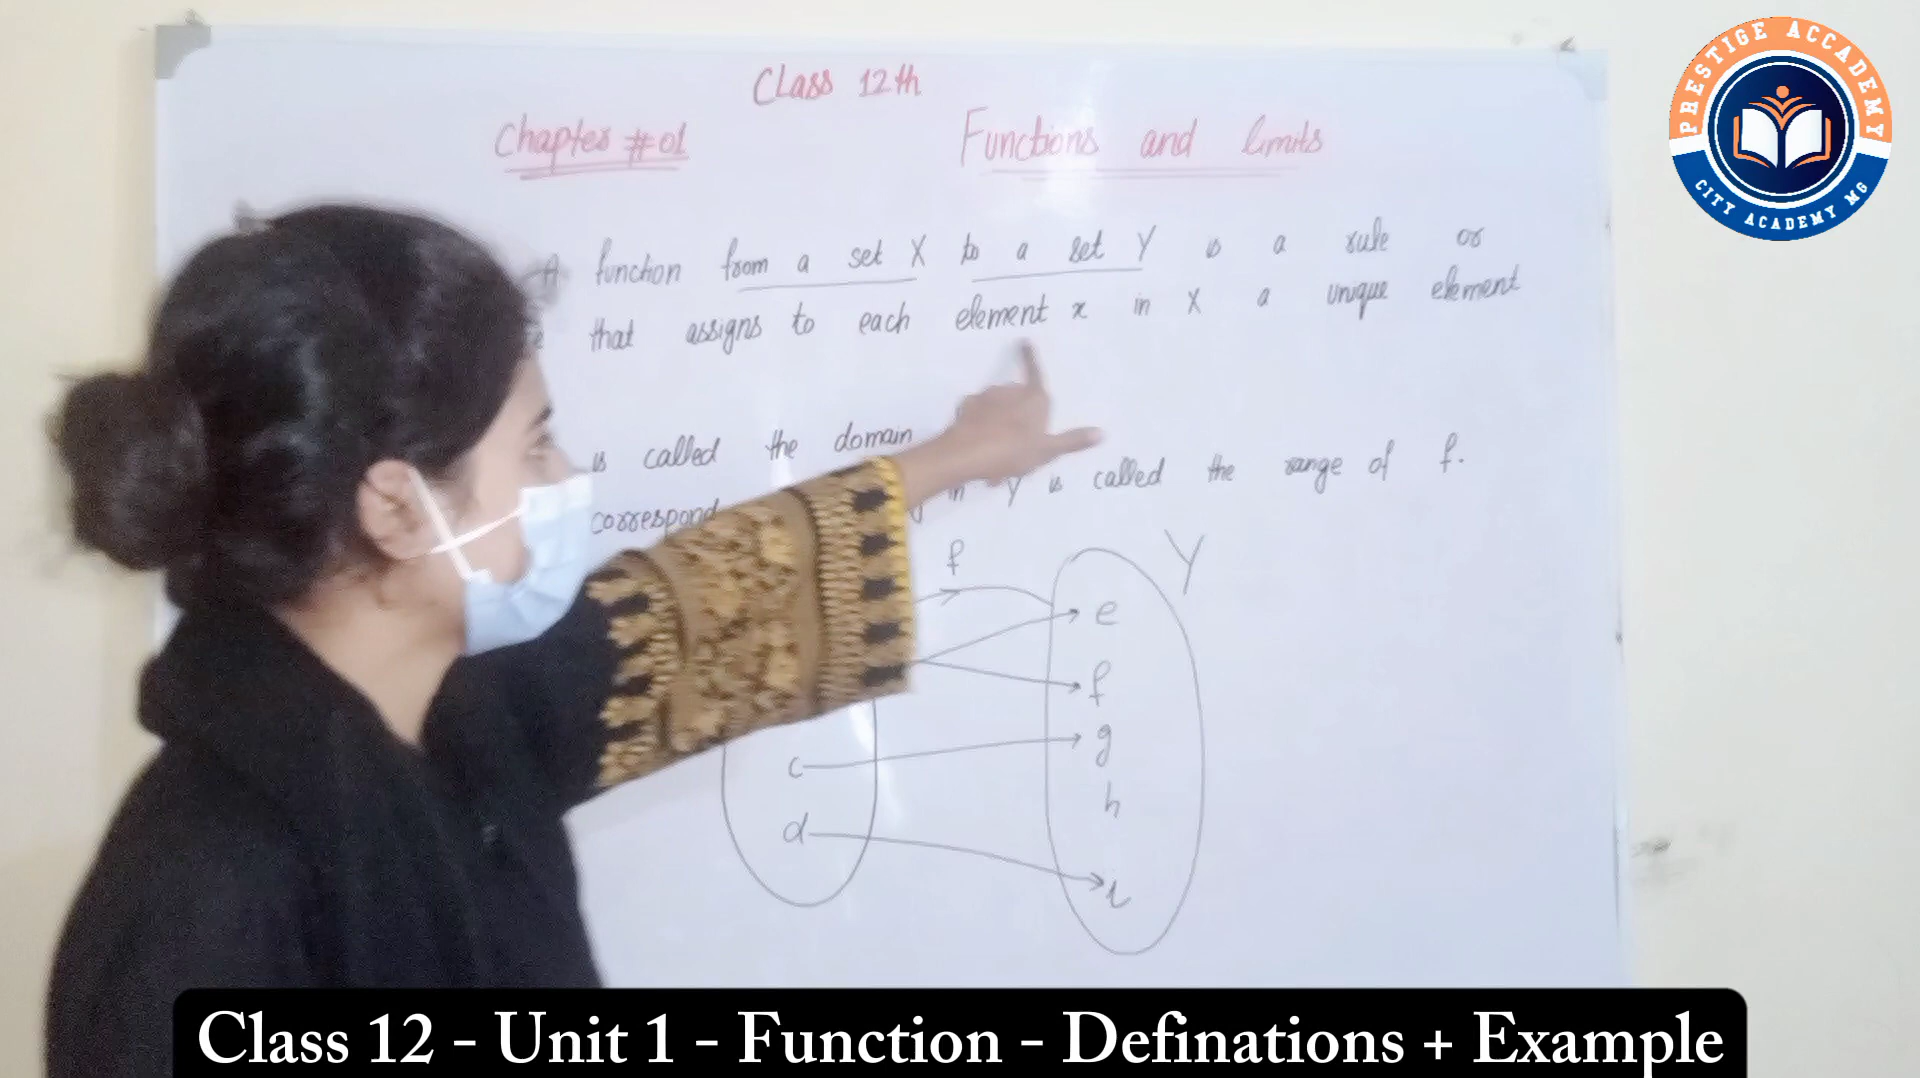 Class 12th
Chapter #01
Functions and limits
A function from a set X to a set Y is a rule or
that assigns to each element x in X a unique element
is called the domain
correspond in Y is called the range of f.
f
Y
e
f
g
c
h
d
PRESTIGE ACCADEMY
CITY ACADEMY MG
Class 12 - Unit 1 - Function - Definations + Example